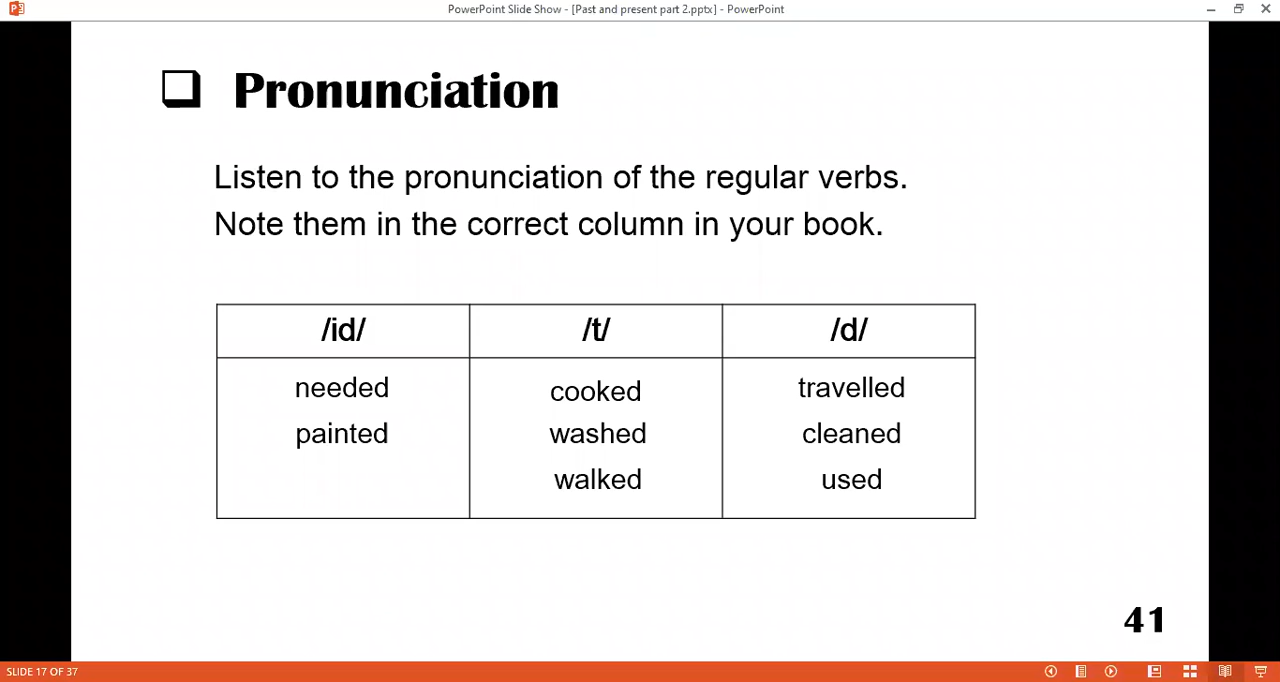 PowerPoint Slide Show - [Past and present part 2.pptx] - PowerPoint
Pronunciation
Listen to the pronunciation of the regular verbs.
Note them in the correct column in your book.
/id/ /t/ /d/
needed cooked travelled
painted washed cleaned
walked used
41
SLIDE 17 OF 37